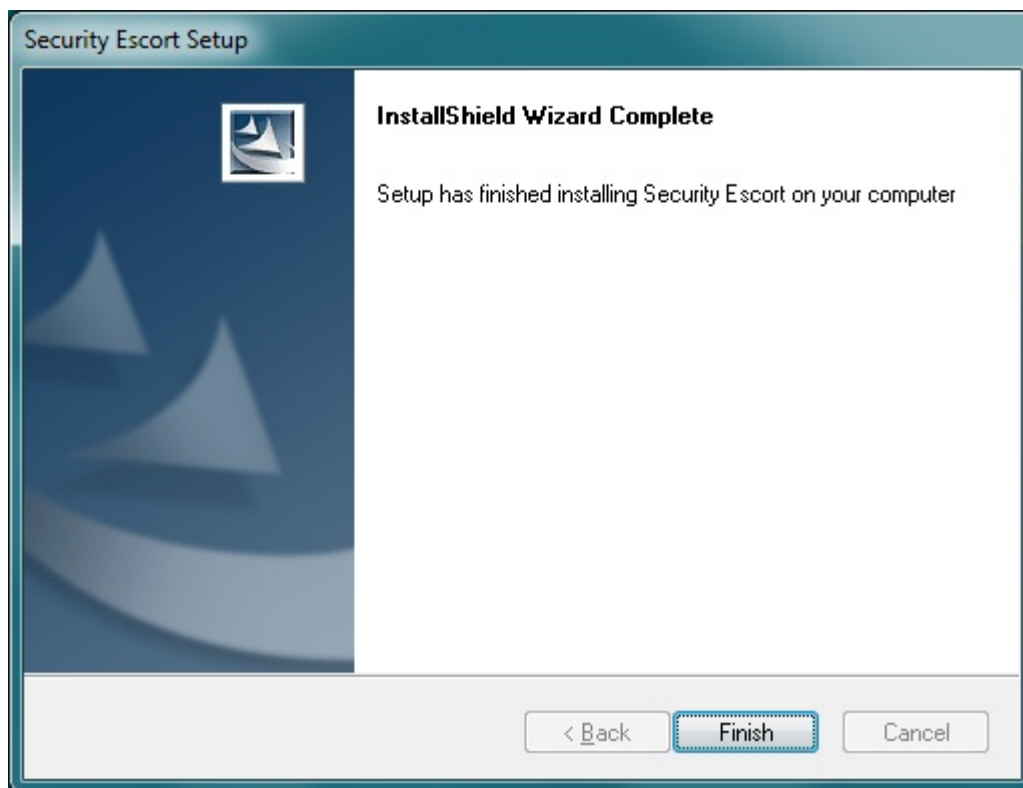 Security Escort Setup
InstallShield Wizard Complete
Setup has finished installing Security Escort on your computer
< Back
Finish
Cancel